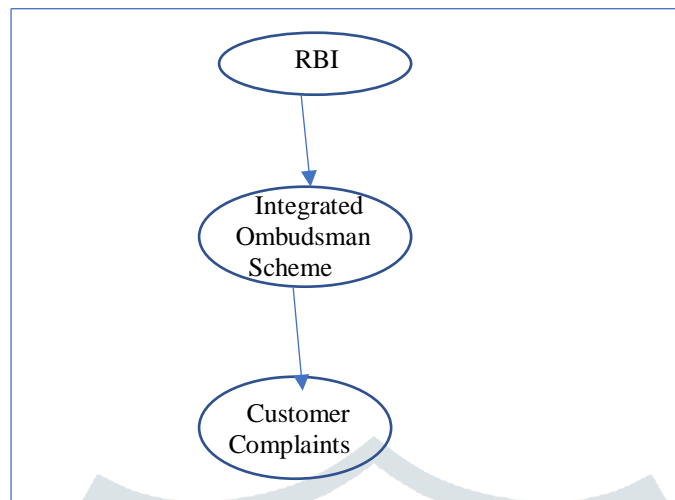 RBI
Integrated
Ombudsman
Scheme
Customer
Complaints